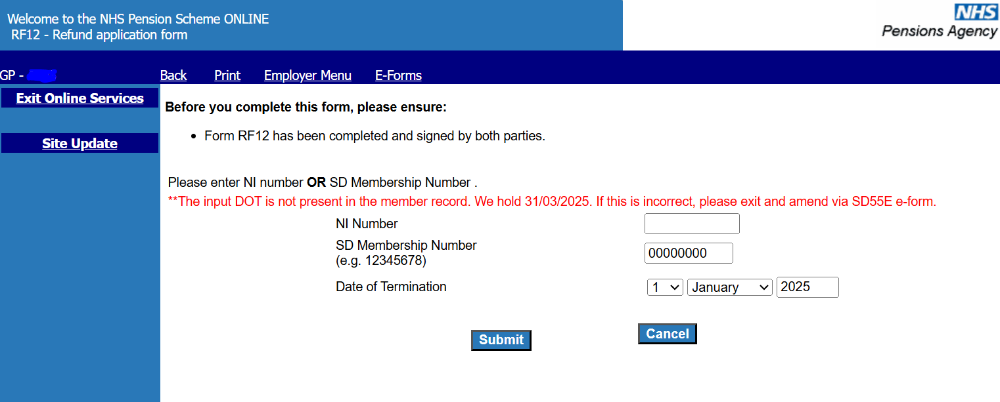 Welcome to the NHS Pension Scheme ONLINE
RF12 - Refund application form
NHS
Pensions Agency
GP -
Back Print Employer Menu E-Forms
Exit Online Services
Site Update
Before you complete this form, please ensure:
• Form RF12 has been completed and signed by both parties.
Please enter NI number OR SD Membership Number .
**The input DOT is not present in the member record. We hold 31/03/2025. If this is incorrect, please exit and amend via SD55E e-form.
NI Number
SD Membership Number
(e.g. 12345678)
00000000
Date of Termination 1 January 2025
Submit Cancel